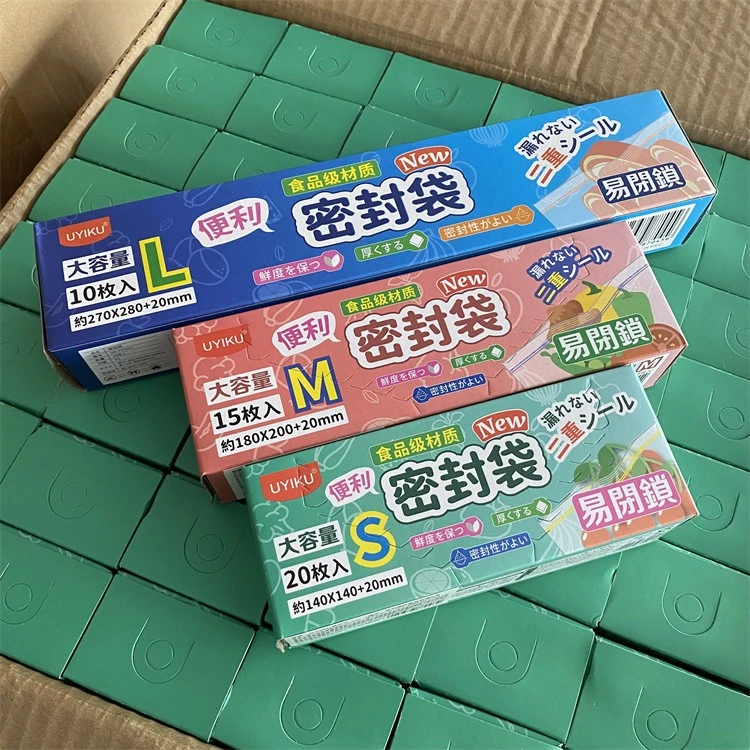 UYIKU
食品级材质
New
便利
密封袋
漏れない
二重シール
易閉鎖
大容量
L
10枚入
約270X280+20mm
鮮度を保つ
厚くする
密封性がよい
UYIKU
食品级材质
New
便利
密封袋
漏れない
二重シール
易閉鎖
M
大容量
M
15枚入
約180X200+20mm
鮮度を保つ
厚くする
密封性がよい
UYIKU
食品级材质
New
便利
密封袋
漏れない
二重シール
易閉鎖
大容量
S
20枚入
約140X140+20mm
鮮度を保つ
厚くする
密封性がよい